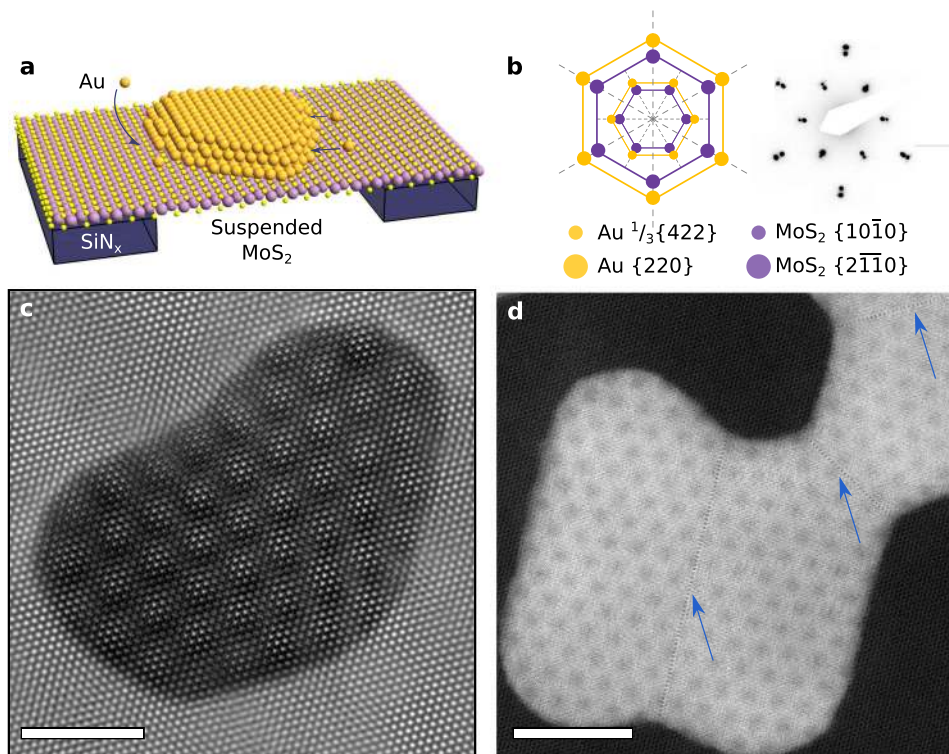 a
Au
SiNₓ
Suspended
MoS₂
b
Au ¹/₃{422}
MoS₂ {101̅0}
Au {220}
MoS₂ {21̅1̅0}
c
d